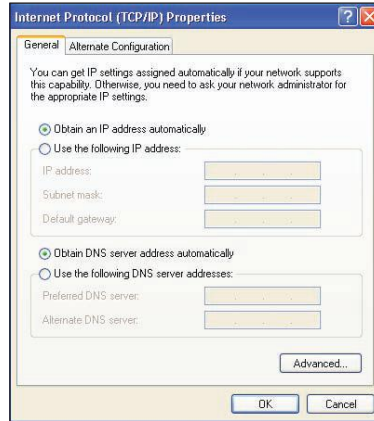 Internet Protocol (TCP/IP) Properties
General Alternate Configuration
You can get IP settings assigned automatically if your network supports
this capability. Otherwise, you need to ask your network administrator for
the appropriate IP settings.
Obtain an IP address automatically
Use the following IP address:
IP address:
Subnet mask:
Default gateway:
Obtain DNS server address automatically
Use the following DNS server addresses:
Preferred DNS server:
Alternate DNS server:
Advanced...
OK Cancel